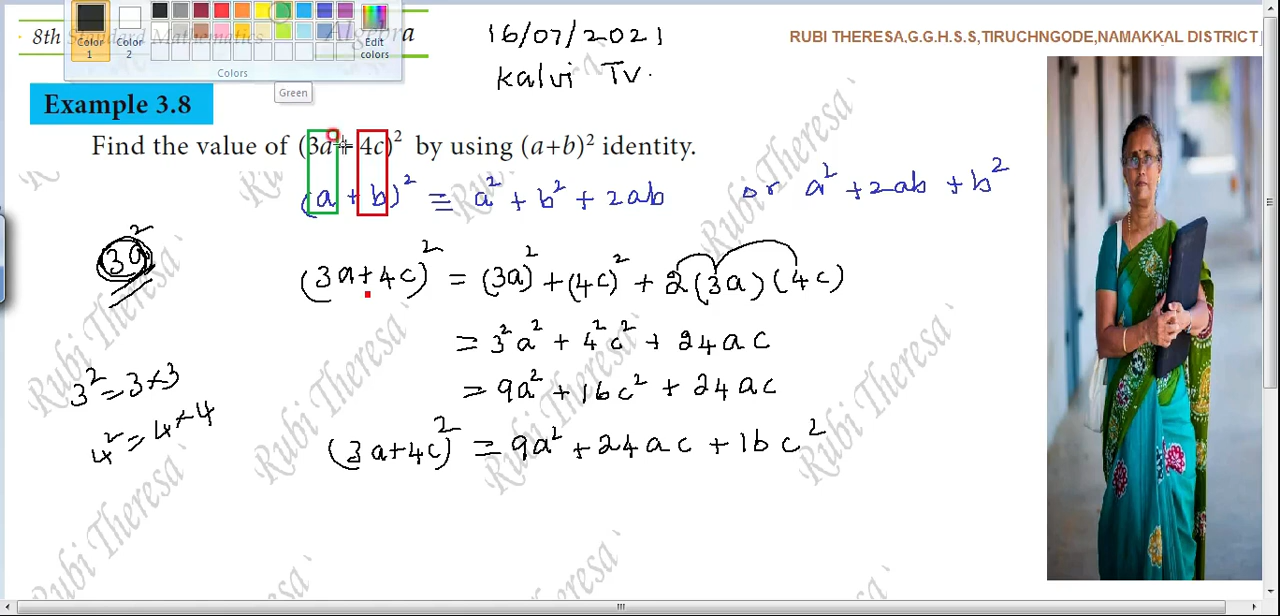 8th Standard Mathematics
Algebra
Color 1
Color 2
Edit colors
Colors
Green
16/07/2021
Kalvi TV.
RUBI THERESA,G.G.H.S.S,TIRUCHNGODE,NAMAKKAL DISTRICT
Example 3.8
Find the value of (3a + 4c)² by using (a+b)² identity.
(a + b)² = a² + b² + 2ab or a² + 2ab + b²
3a²
(3a+4c)² = (3a)² + (4c)² + 2(3a)(4c)
= 3²a² + 4²c² + 24ac
3² = 3×3
= 9a² + 16c² + 24ac
4² = 4×4
(3a+4c)² = 9a² + 24ac + 16c²
Rubi Theresa